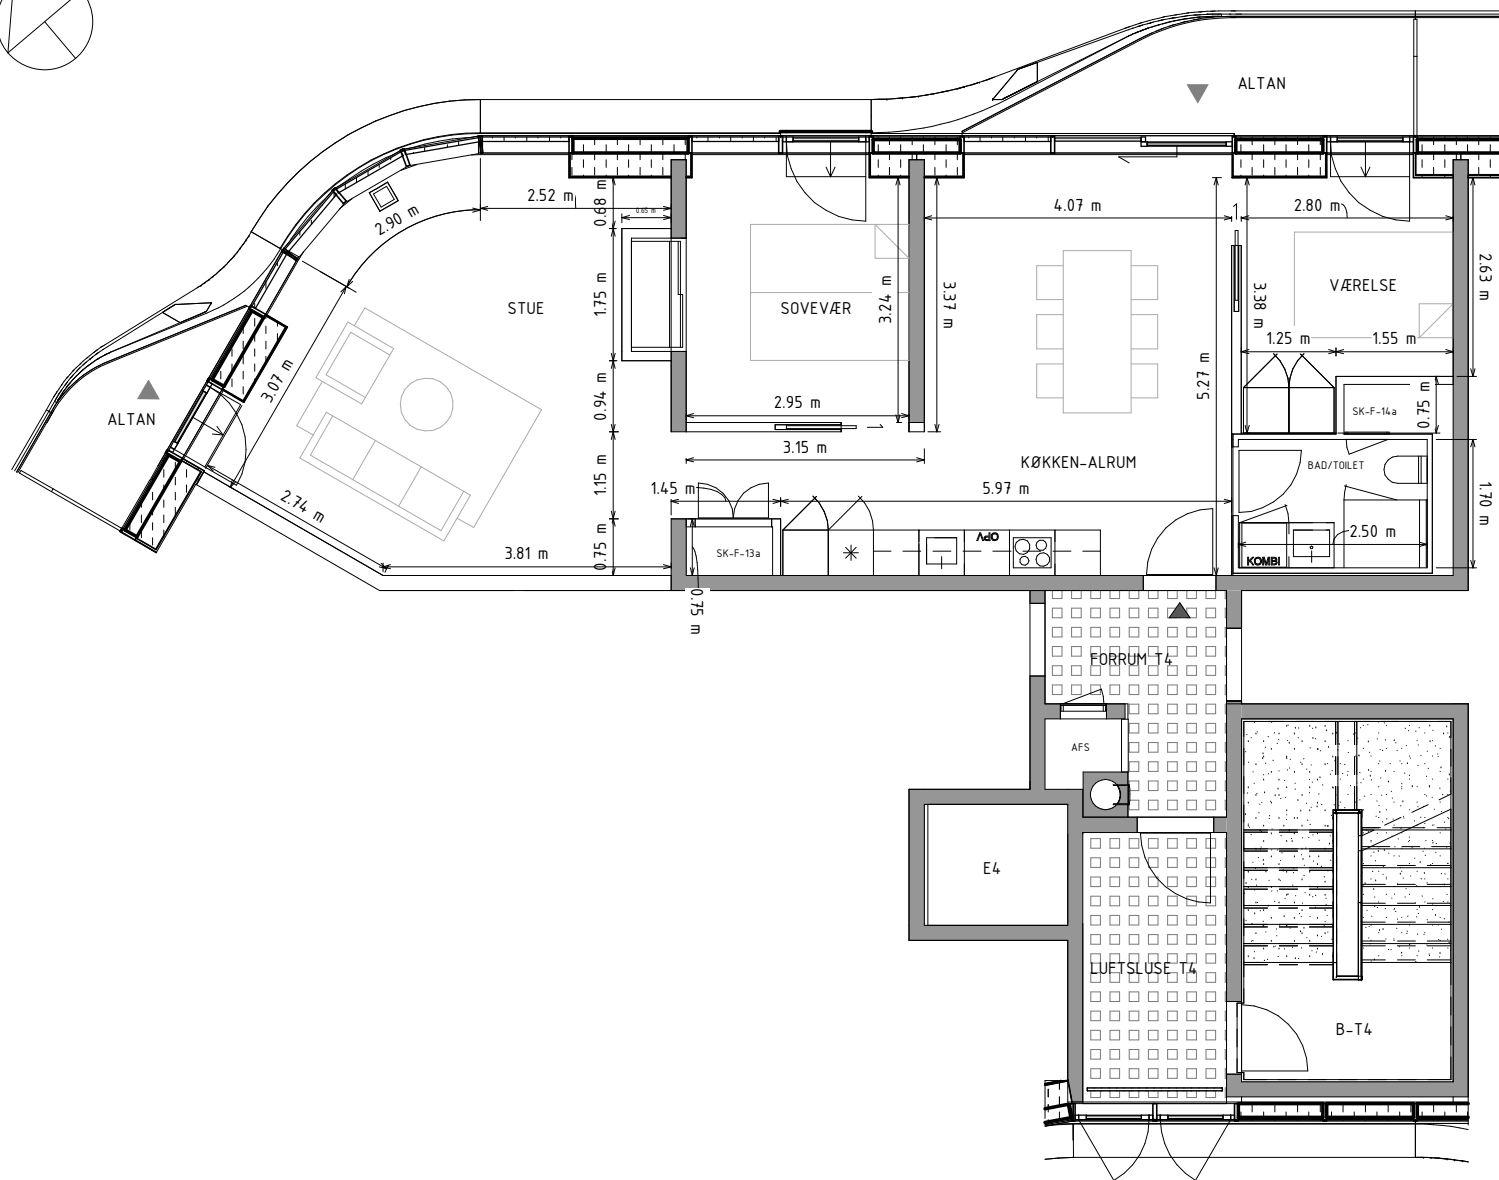 ALTAN
2.90 m
2.52 m
0.68 m
0.65 m
4.07 m
2.80 m
1
2.63 m
STUE
1.75 m
SOVEVÆR
3.24 m
3.37 m
3.38 m
VÆRELSE
1.25 m
1.55 m
3.07 m
5.27 m
ALTAN
0.94 m
2.95 m
1
SK-F-14a
0.75 m
3.15 m
KØKKEN-ALRUM
BAD/TOILET
2.74 m
1.15 m
1.45 m
5.97 m
1.70 m
3.81 m
0.75 m
SK-F-13a
OPV
2.50 m
KOMBI
0.75 m
FORRUM T4
AFS
E4
LUFTSLUSE T4
B-T4